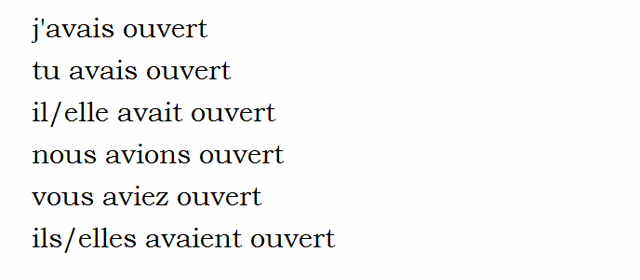 j'avais ouvert
tu avais ouvert
il/elle avait ouvert
nous avions ouvert
vous aviez ouvert
ils/elles avaient ouvert